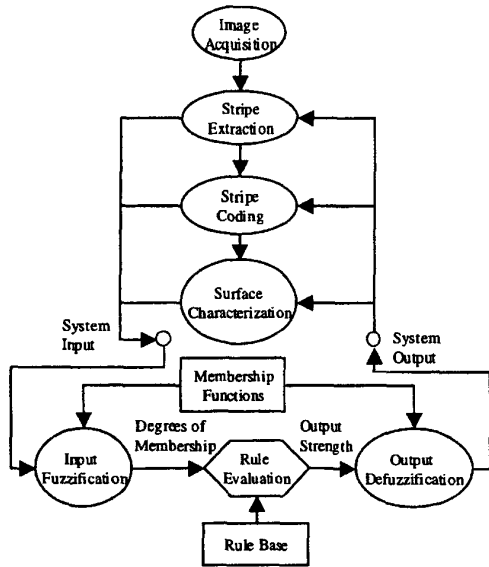 Image
Acquisition
Stripe
Extraction
Stripe
Coding
Surface
Characterization
System
Input
System
Output
Membership
Functions
Degrees of
Membership
Output
Strength
Input
Fuzzification
Rule
Evaluation
Output
Defuzzification
Rule Base